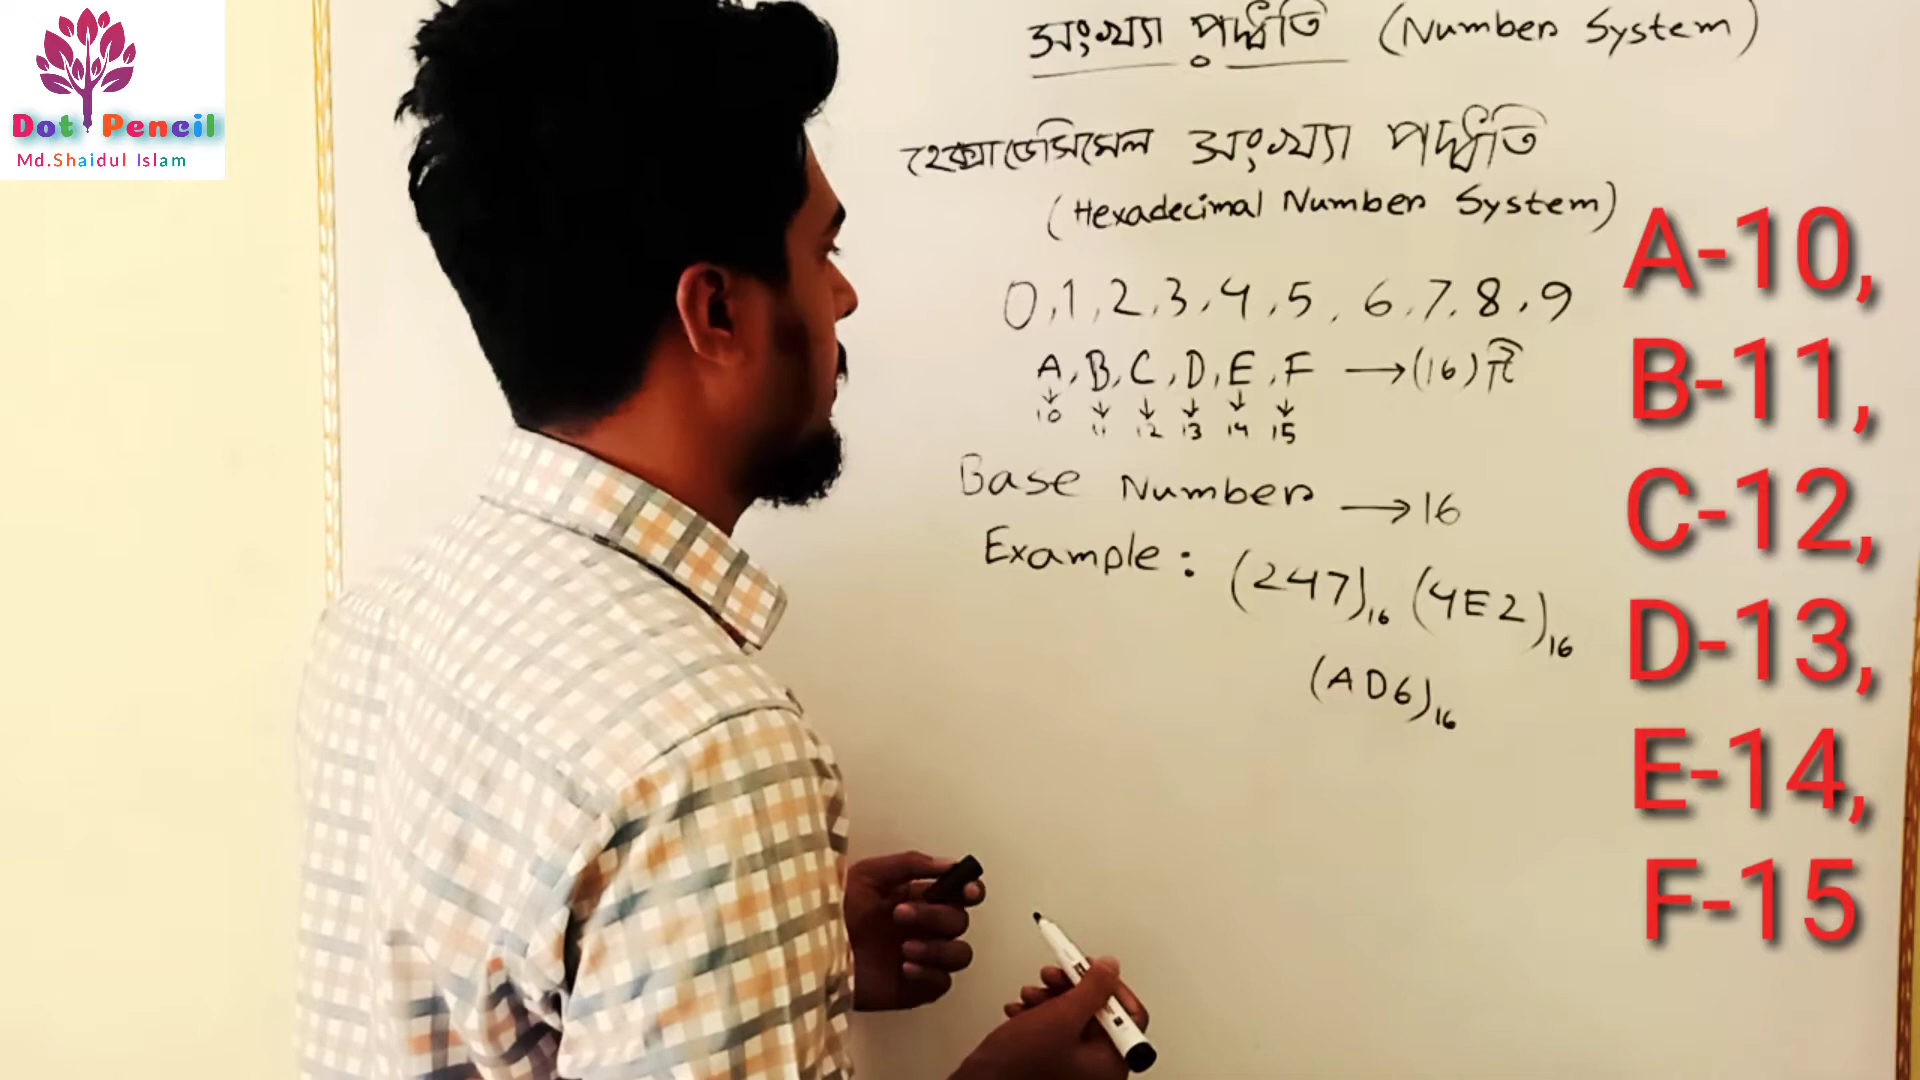 Dot Pencil
Md.Shaidul Islam
সংখ্যা পদ্ধতি (Number System)
হেক্সাডেসিমেল সংখ্যা পদ্ধতি
(Hexadecimal Number System)
0,1,2,3,4,5,6,7,8,9
A,B,C,D,E,F →(16) টি
↓ ↓ ↓ ↓ ↓ ↓
10 11 12 13 14 15
Base Number →16
Example: (247)₁₆ (4E2)₁₆
(AD6)₁₆
A-10,
B-11,
C-12,
D-13,
E-14,
F-15